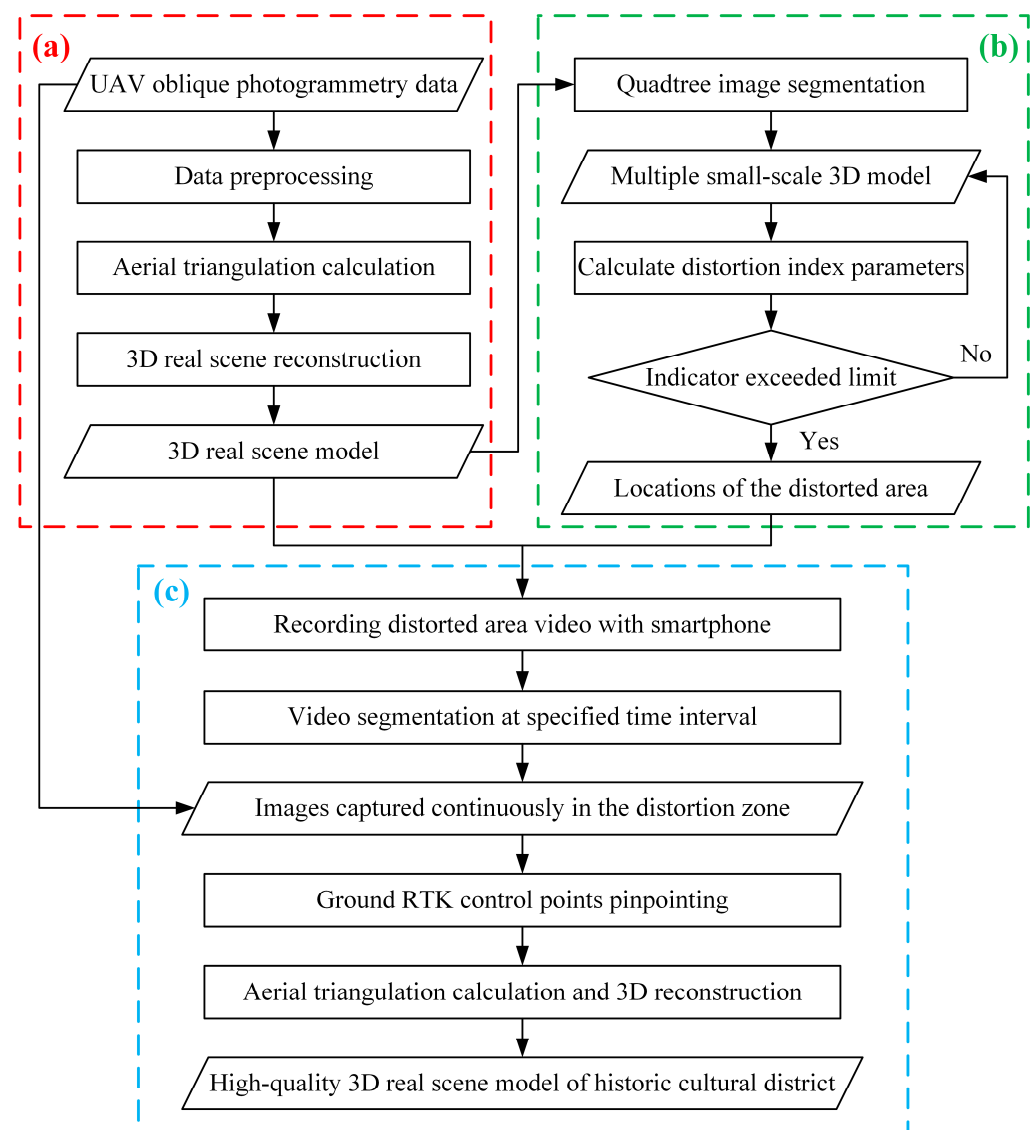 (a)
UAV oblique photogrammetry data
Data preprocessing
Aerial triangulation calculation
3D real scene reconstruction
3D real scene model
(b)
Quadtree image segmentation
Multiple small-scale 3D model
Calculate distortion index parameters
Indicator exceeded limit
No
Yes
Locations of the distorted area
(c)
Recording distorted area video with smartphone
Video segmentation at specified time interval
Images captured continuously in the distortion zone
Ground RTK control points pinpointing
Aerial triangulation calculation and 3D reconstruction
High-quality 3D real scene model of historic cultural district